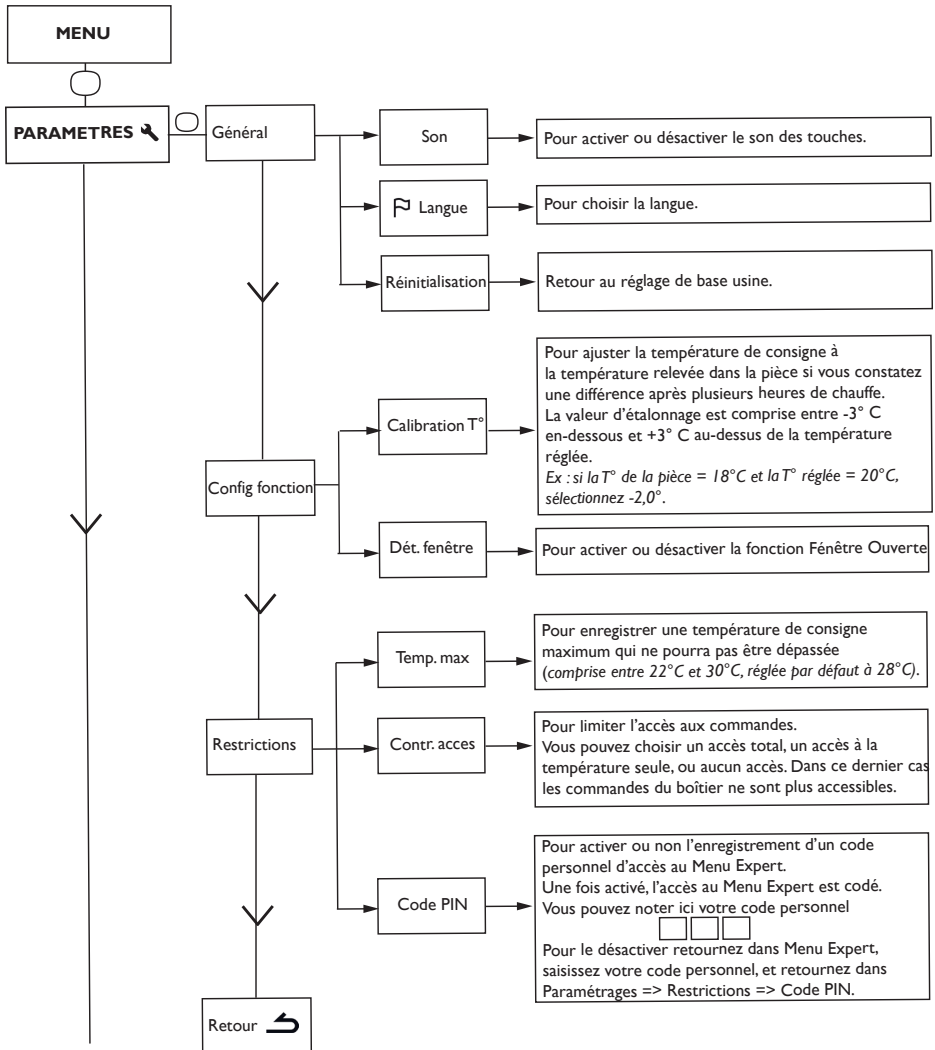 MENU
PARAMETRES
Général
Son
Pour activer ou désactiver le son des touches.
Langue
Pour choisir la langue.
Réinitialisation
Retour au réglage de base usine.
Config fonction
Calibration T°
Pour ajuster la température de consigne à
la température relevée dans la pièce si vous constatez
une différence après plusieurs heures de chauffe.
La valeur d'étalonnage est comprise entre -3° C
en-dessous et +3° C au-dessus de la température
réglée.
Ex : si la T° de la pièce = 18°C et la T° réglée = 20°C,
sélectionnez -2,0°.
Dét. fenêtre
Pour activer ou désactiver la fonction Fénêtre Ouverte
Restrictions
Temp. max
Pour enregistrer une température de consigne
maximum qui ne pourra pas être dépassée
(comprise entre 22°C et 30°C, réglée par défaut à 28°C).
Contr. acces
Pour limiter l'accès aux commandes.
Vous pouvez choisir un accès total, un accès à la
température seule, ou aucun accès. Dans ce dernier cas
les commandes du boîtier ne sont plus accessibles.
Code PIN
Pour activer ou non l'enregistrement d'un code
personnel d'accès au Menu Expert.
Une fois activé, l'accès au Menu Expert est codé.
Vous pouvez noter ici votre code personnel
Pour le désactiver retournez dans Menu Expert,
saisissez votre code personnel, et retournez dans
Paramétrages => Restrictions => Code PIN.
Retour